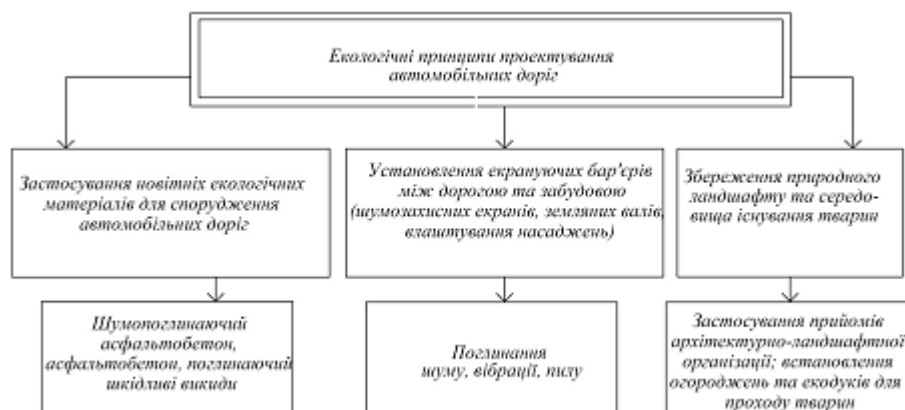 Екологічні принципи проектування
автомобільних доріг
Застосування новітніх екологічних
матеріалів для спорудження
автомобільних доріг
Установлення екрануючих бар'єрів
між дорогою та забудовою
(шумозахисних екранів, земляних валів,
влаштування насаджень)
Збереження природного
ландшафту та середо-
вища існування тварин
Шумопоглинаючий
асфальтобетон,
асфальтобетон, поглинаючий
шкідливі викиди
Поглинання
шуму, вібрації, пилу
Застосування прийомів
архітектурно-ландшафтної
організації; встановлення
огороджень та екодуків для
проходу тварин